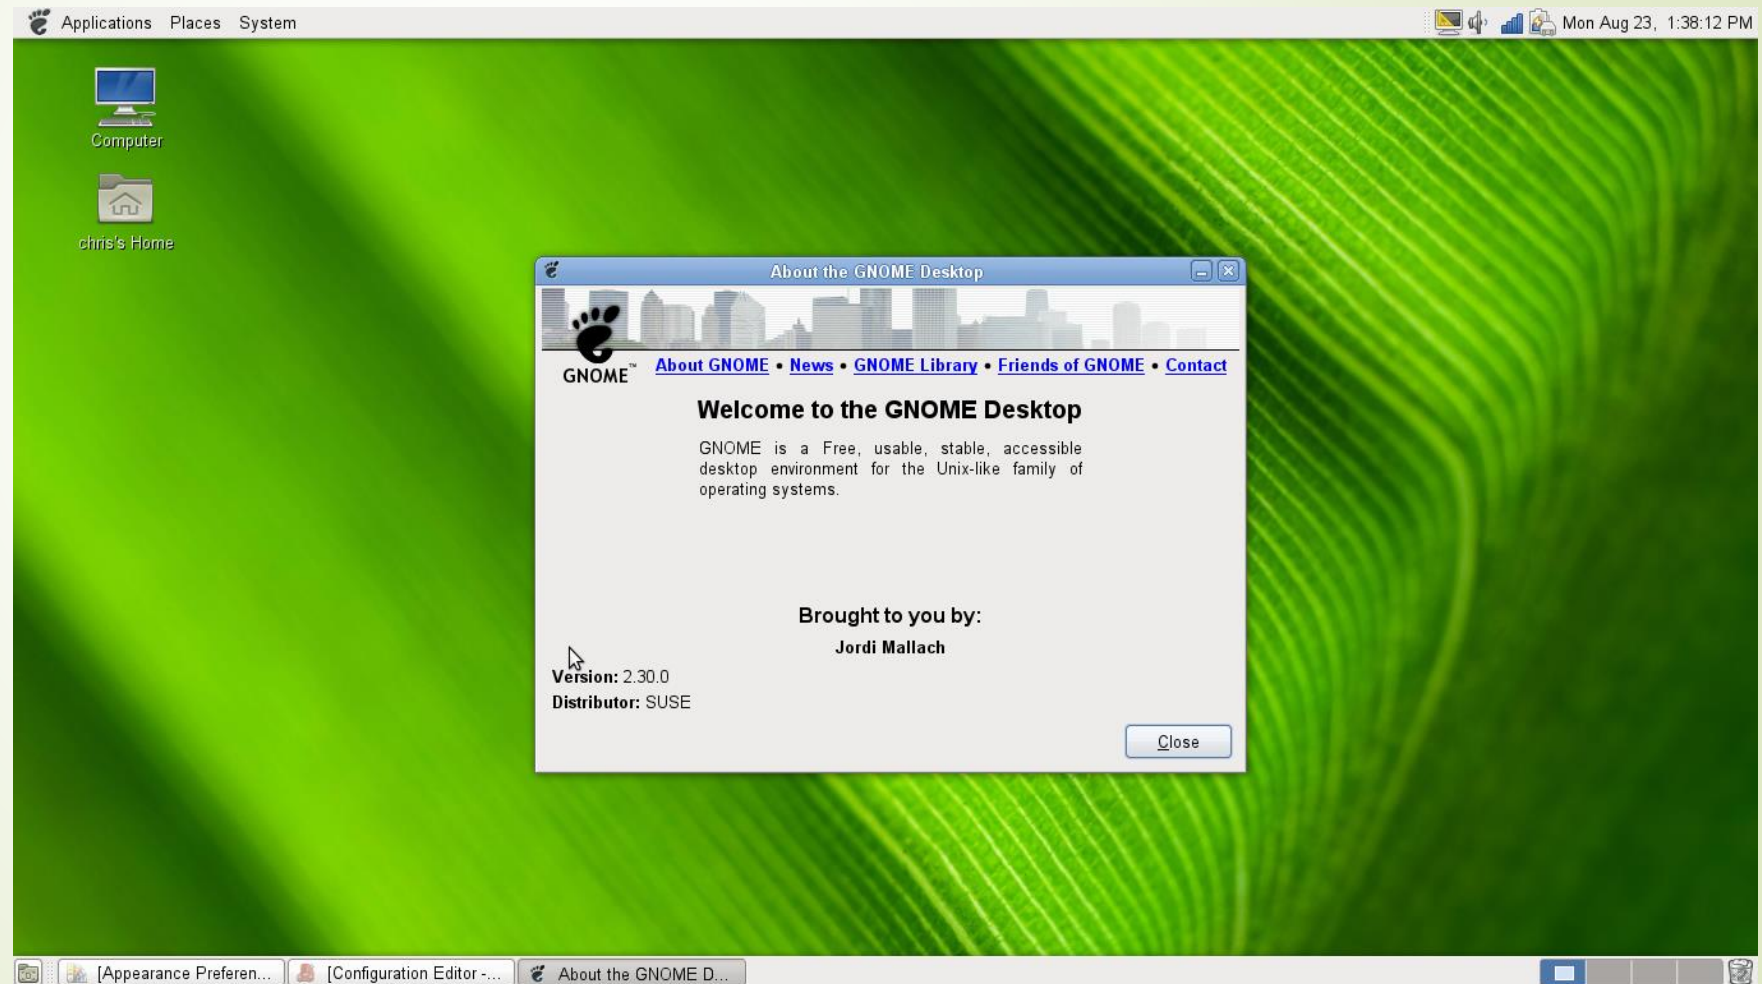 Applications Places System
Mon Aug 23, 1:38:12 PM
Computer
chris's Home
About the GNOME Desktop
GNOME™
About GNOME • News • GNOME Library • Friends of GNOME • Contact
Welcome to the GNOME Desktop
GNOME is a Free, usable, stable, accessible
desktop environment for the Unix-like family of
operating systems.
Brought to you by:
Jordi Mallach
Version: 2.30.0
Distributor: SUSE
Close
[Appearance Preferen... [Configuration Editor -... About the GNOME D...